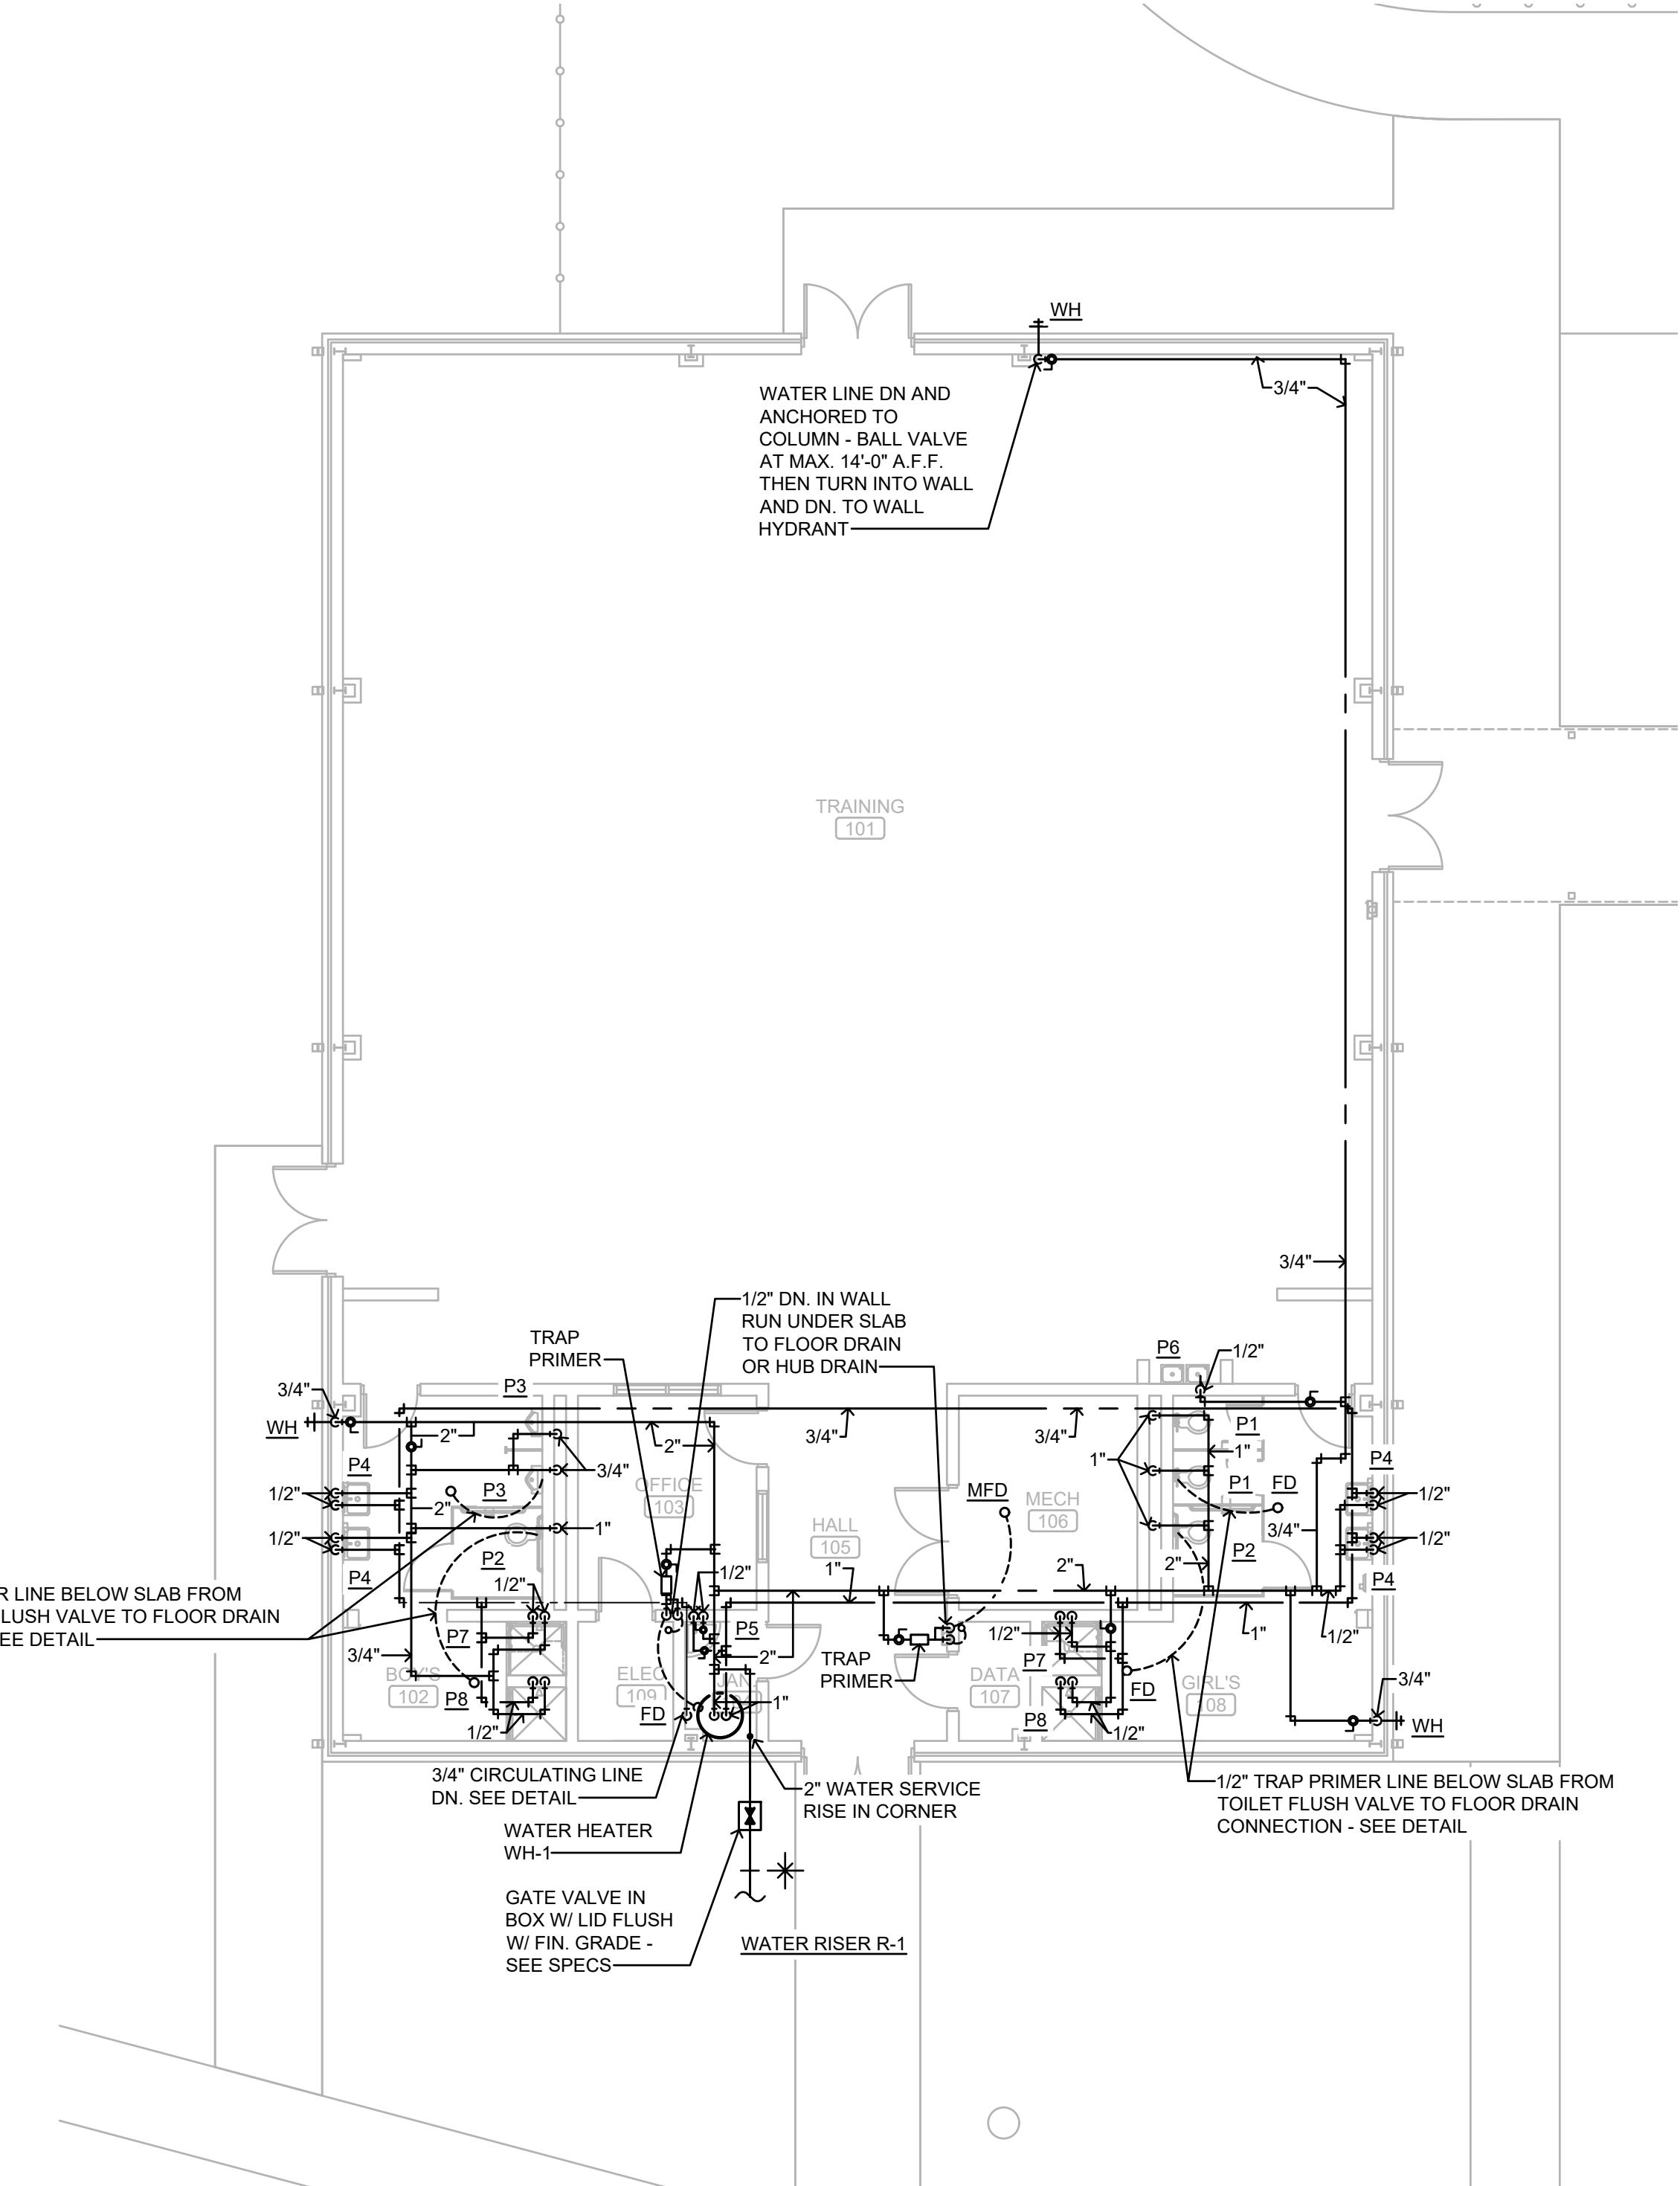 WH
3/4"
WATER LINE DN AND
ANCHORED TO
COLUMN - BALL VALVE
AT MAX. 14'-0" A.F.F.
THEN TURN INTO WALL
AND DN. TO WALL
HYDRANT
TRAINING
101
3/4"
1/2" DN. IN WALL
RUN UNDER SLAB
TO FLOOR DRAIN
OR HUB DRAIN
TRAP
PRIMER
P6
1/2"
P3
3/4"
WH
2"
2"
3/4"
3/4"
P1
1"
1"
P4
P4
3/4"
OFFICE
103
P1
FD
P3
MFD
MECH
106
1/2"
1/2"
2"
3/4"
HALL
105
1"
1/2"
1/2"
P2
P2
2"
2"
1"
P4
P4
1/2"
1/2"
R LINE BELOW SLAB FROM
LUSH VALVE TO FLOOR DRAIN
EE DETAIL
P7
P5
1/2"
1"
1/2"
3/4"
2"
TRAP
PRIMER
P7
BOY'S
102
ELEC
109
JAN.
DATA
107
GIRL'S
108
3/4"
P8
FD
1"
FD
P8
1/2"
1/2"
WH
3/4" CIRCULATING LINE
DN. SEE DETAIL
2" WATER SERVICE
RISE IN CORNER
1/2" TRAP PRIMER LINE BELOW SLAB FROM
TOILET FLUSH VALVE TO FLOOR DRAIN
CONNECTION - SEE DETAIL
WATER HEATER
WH-1
GATE VALVE IN
BOX W/ LID FLUSH
W/ FIN. GRADE -
SEE SPECS
WATER RISER R-1